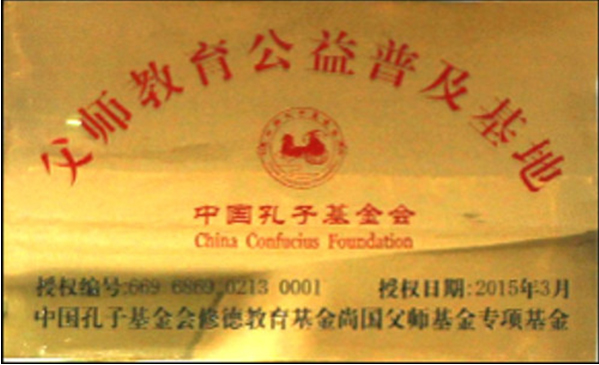 父师教育公益普及基地
中国孔子基金会
China Confucius Foundation
授权编号:669 6869 0213 0001 授权日期:2015年3月
中国孔子基金会修德教育基金尚国父师基金专项基金